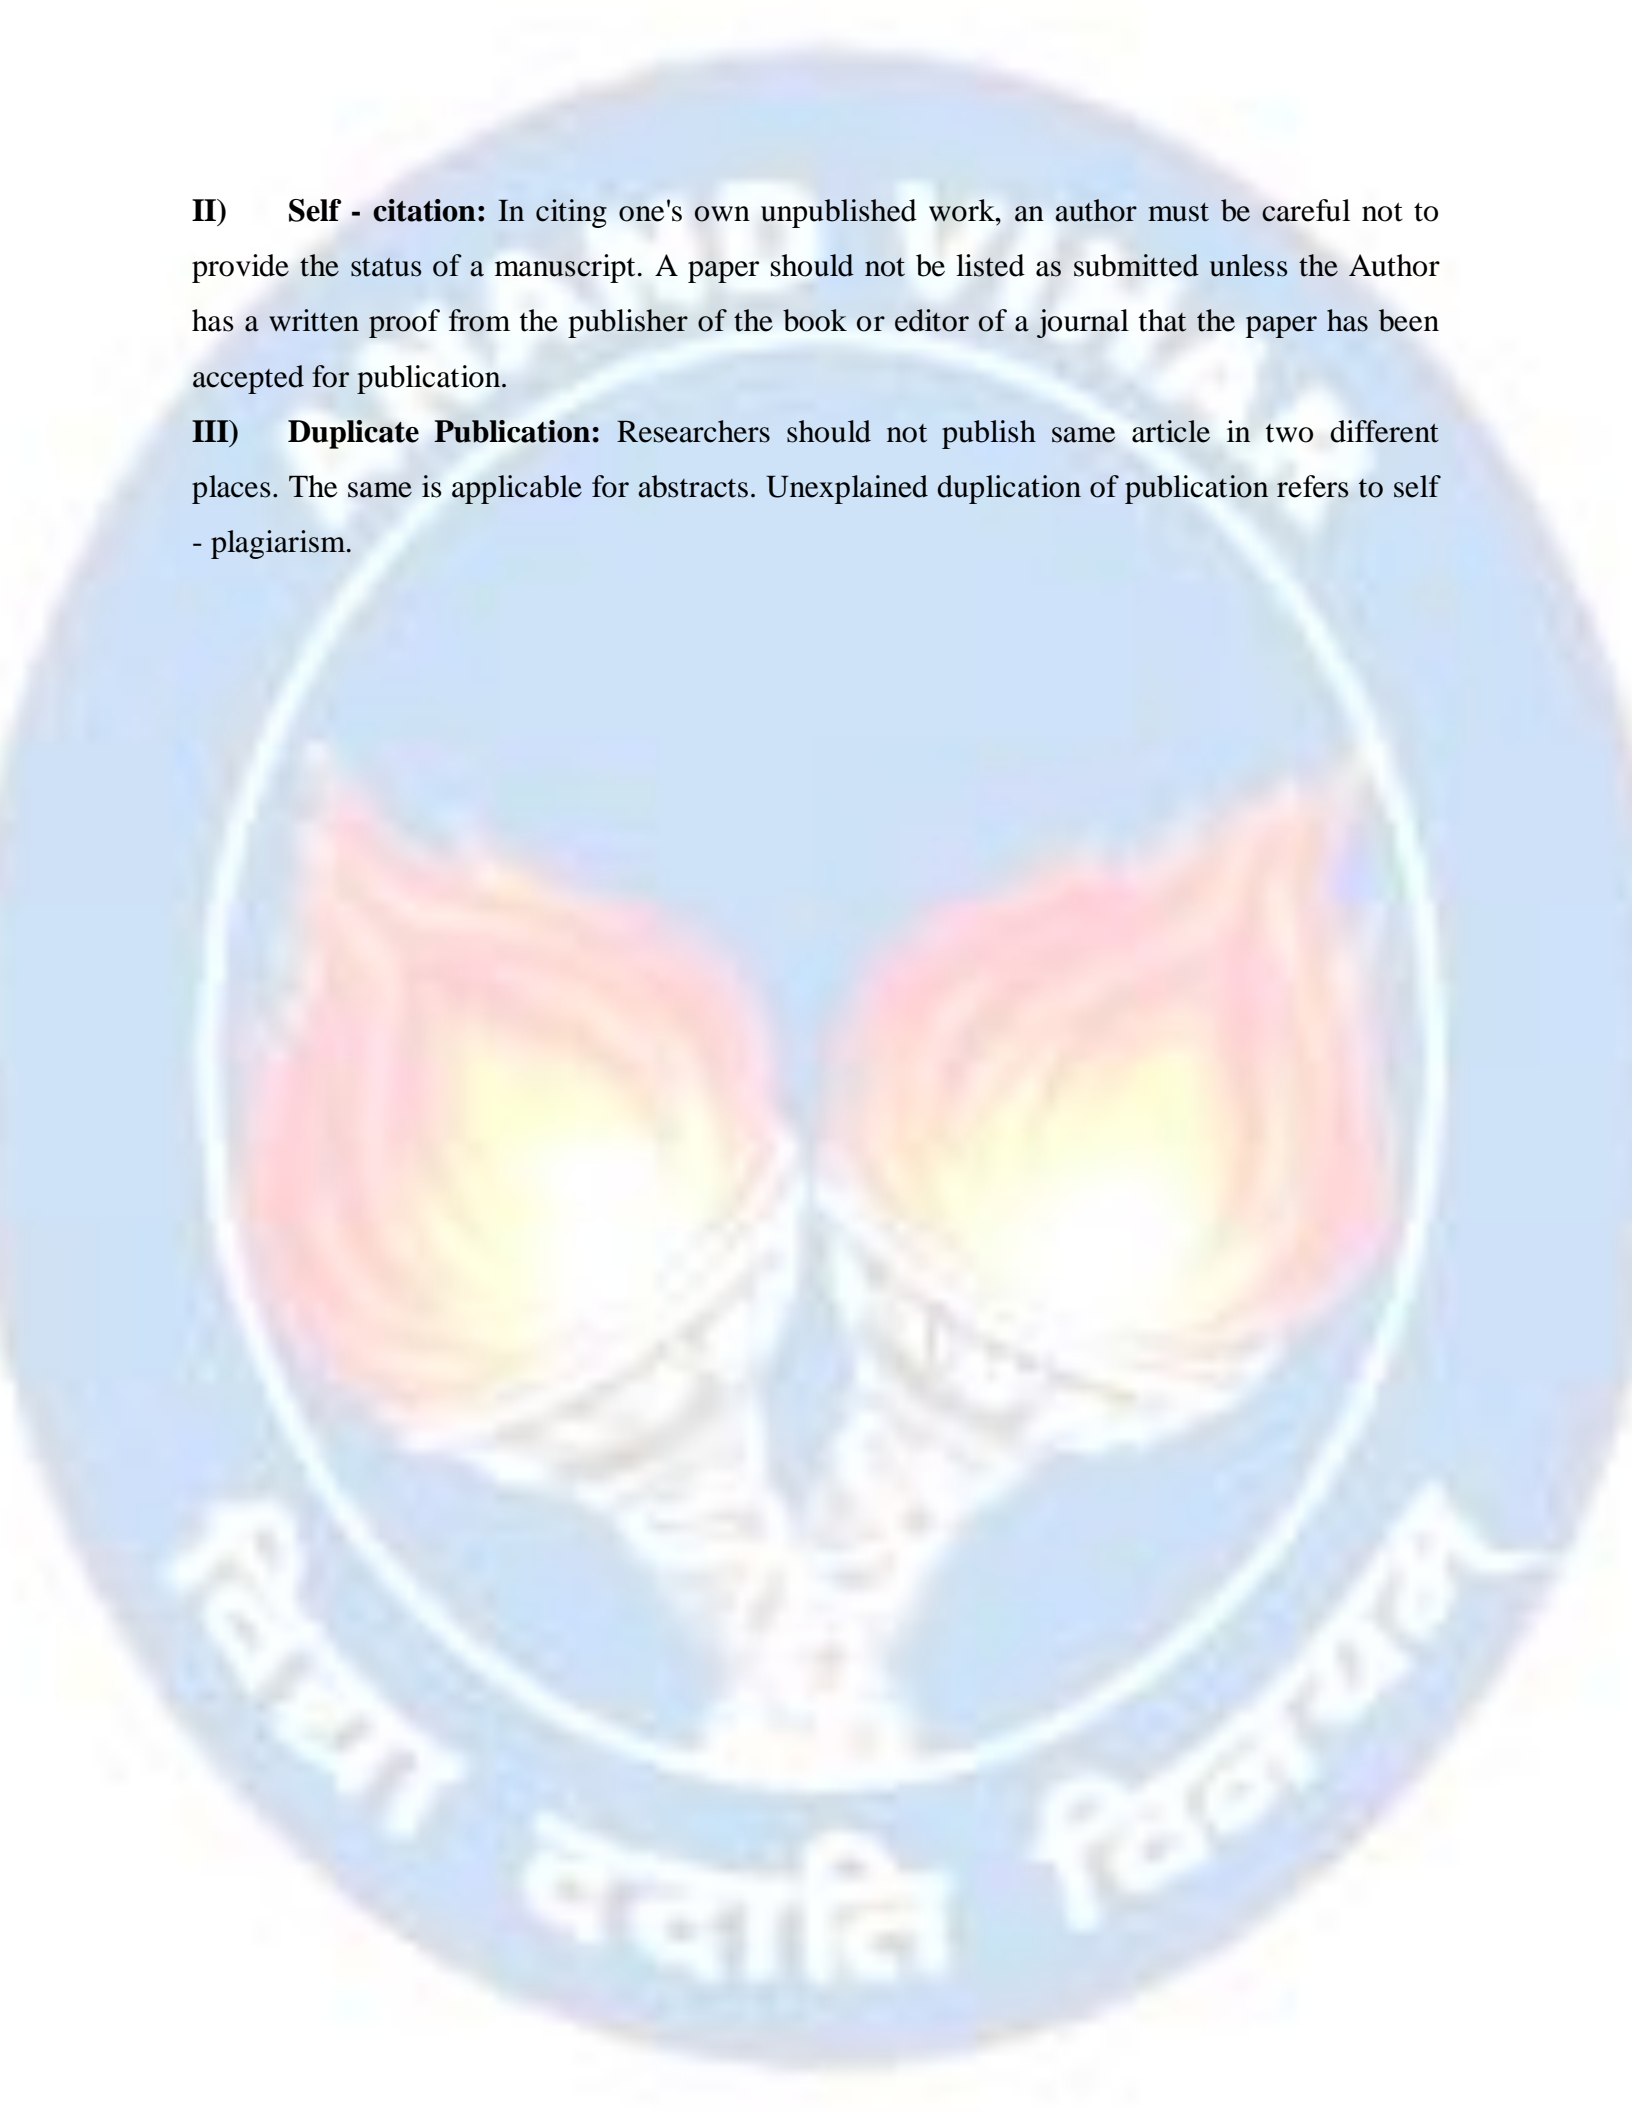 ANAND VIHAR
II) Self - citation: In citing one's own unpublished work, an author must be careful not to
provide the status of a manuscript. A paper should not be listed as submitted unless the Author
has a written proof from the publisher of the book or editor of a journal that the paper has been
accepted for publication.
III) Duplicate Publication: Researchers should not publish same article in two different
places. The same is applicable for abstracts. Unexplained duplication of publication refers to self
- plagiarism.
विद्या ददाति विनयम्